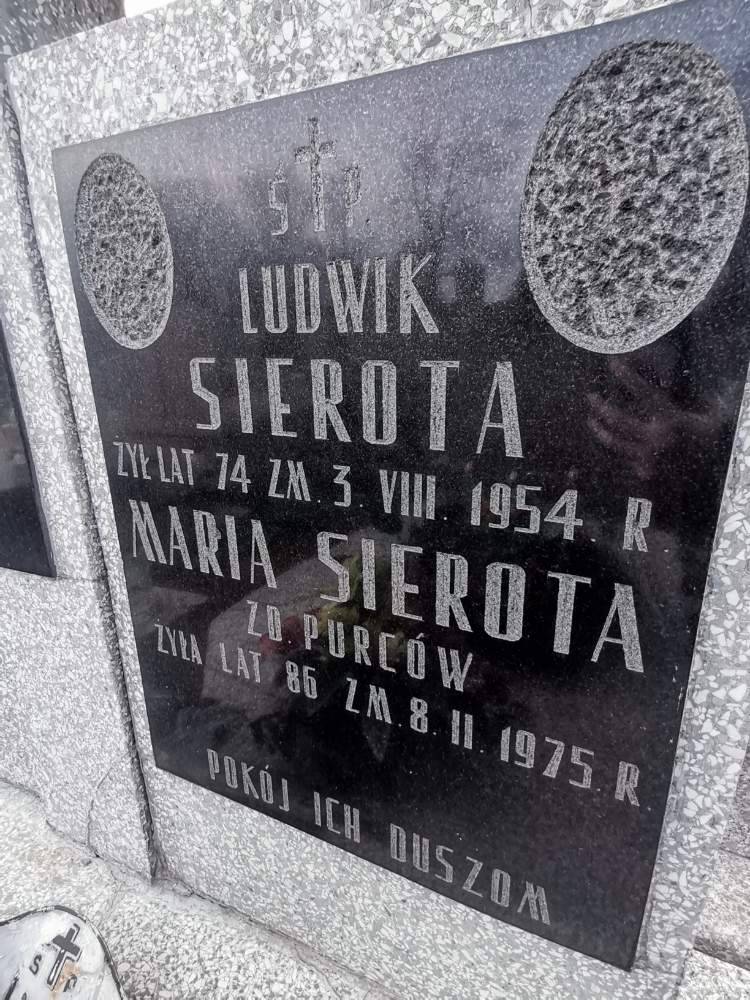 Ś P
LUDWIK
SIEROTA
ŻYŁ LAT 74 ZM. 3. VIII. 1954. R
MARIA SIEROTA
ZD. PURCÓW
ŻYŁA LAT 86 ZM. 8. II. 1975. R.
POKÓJ ICH DUSZOM
S P